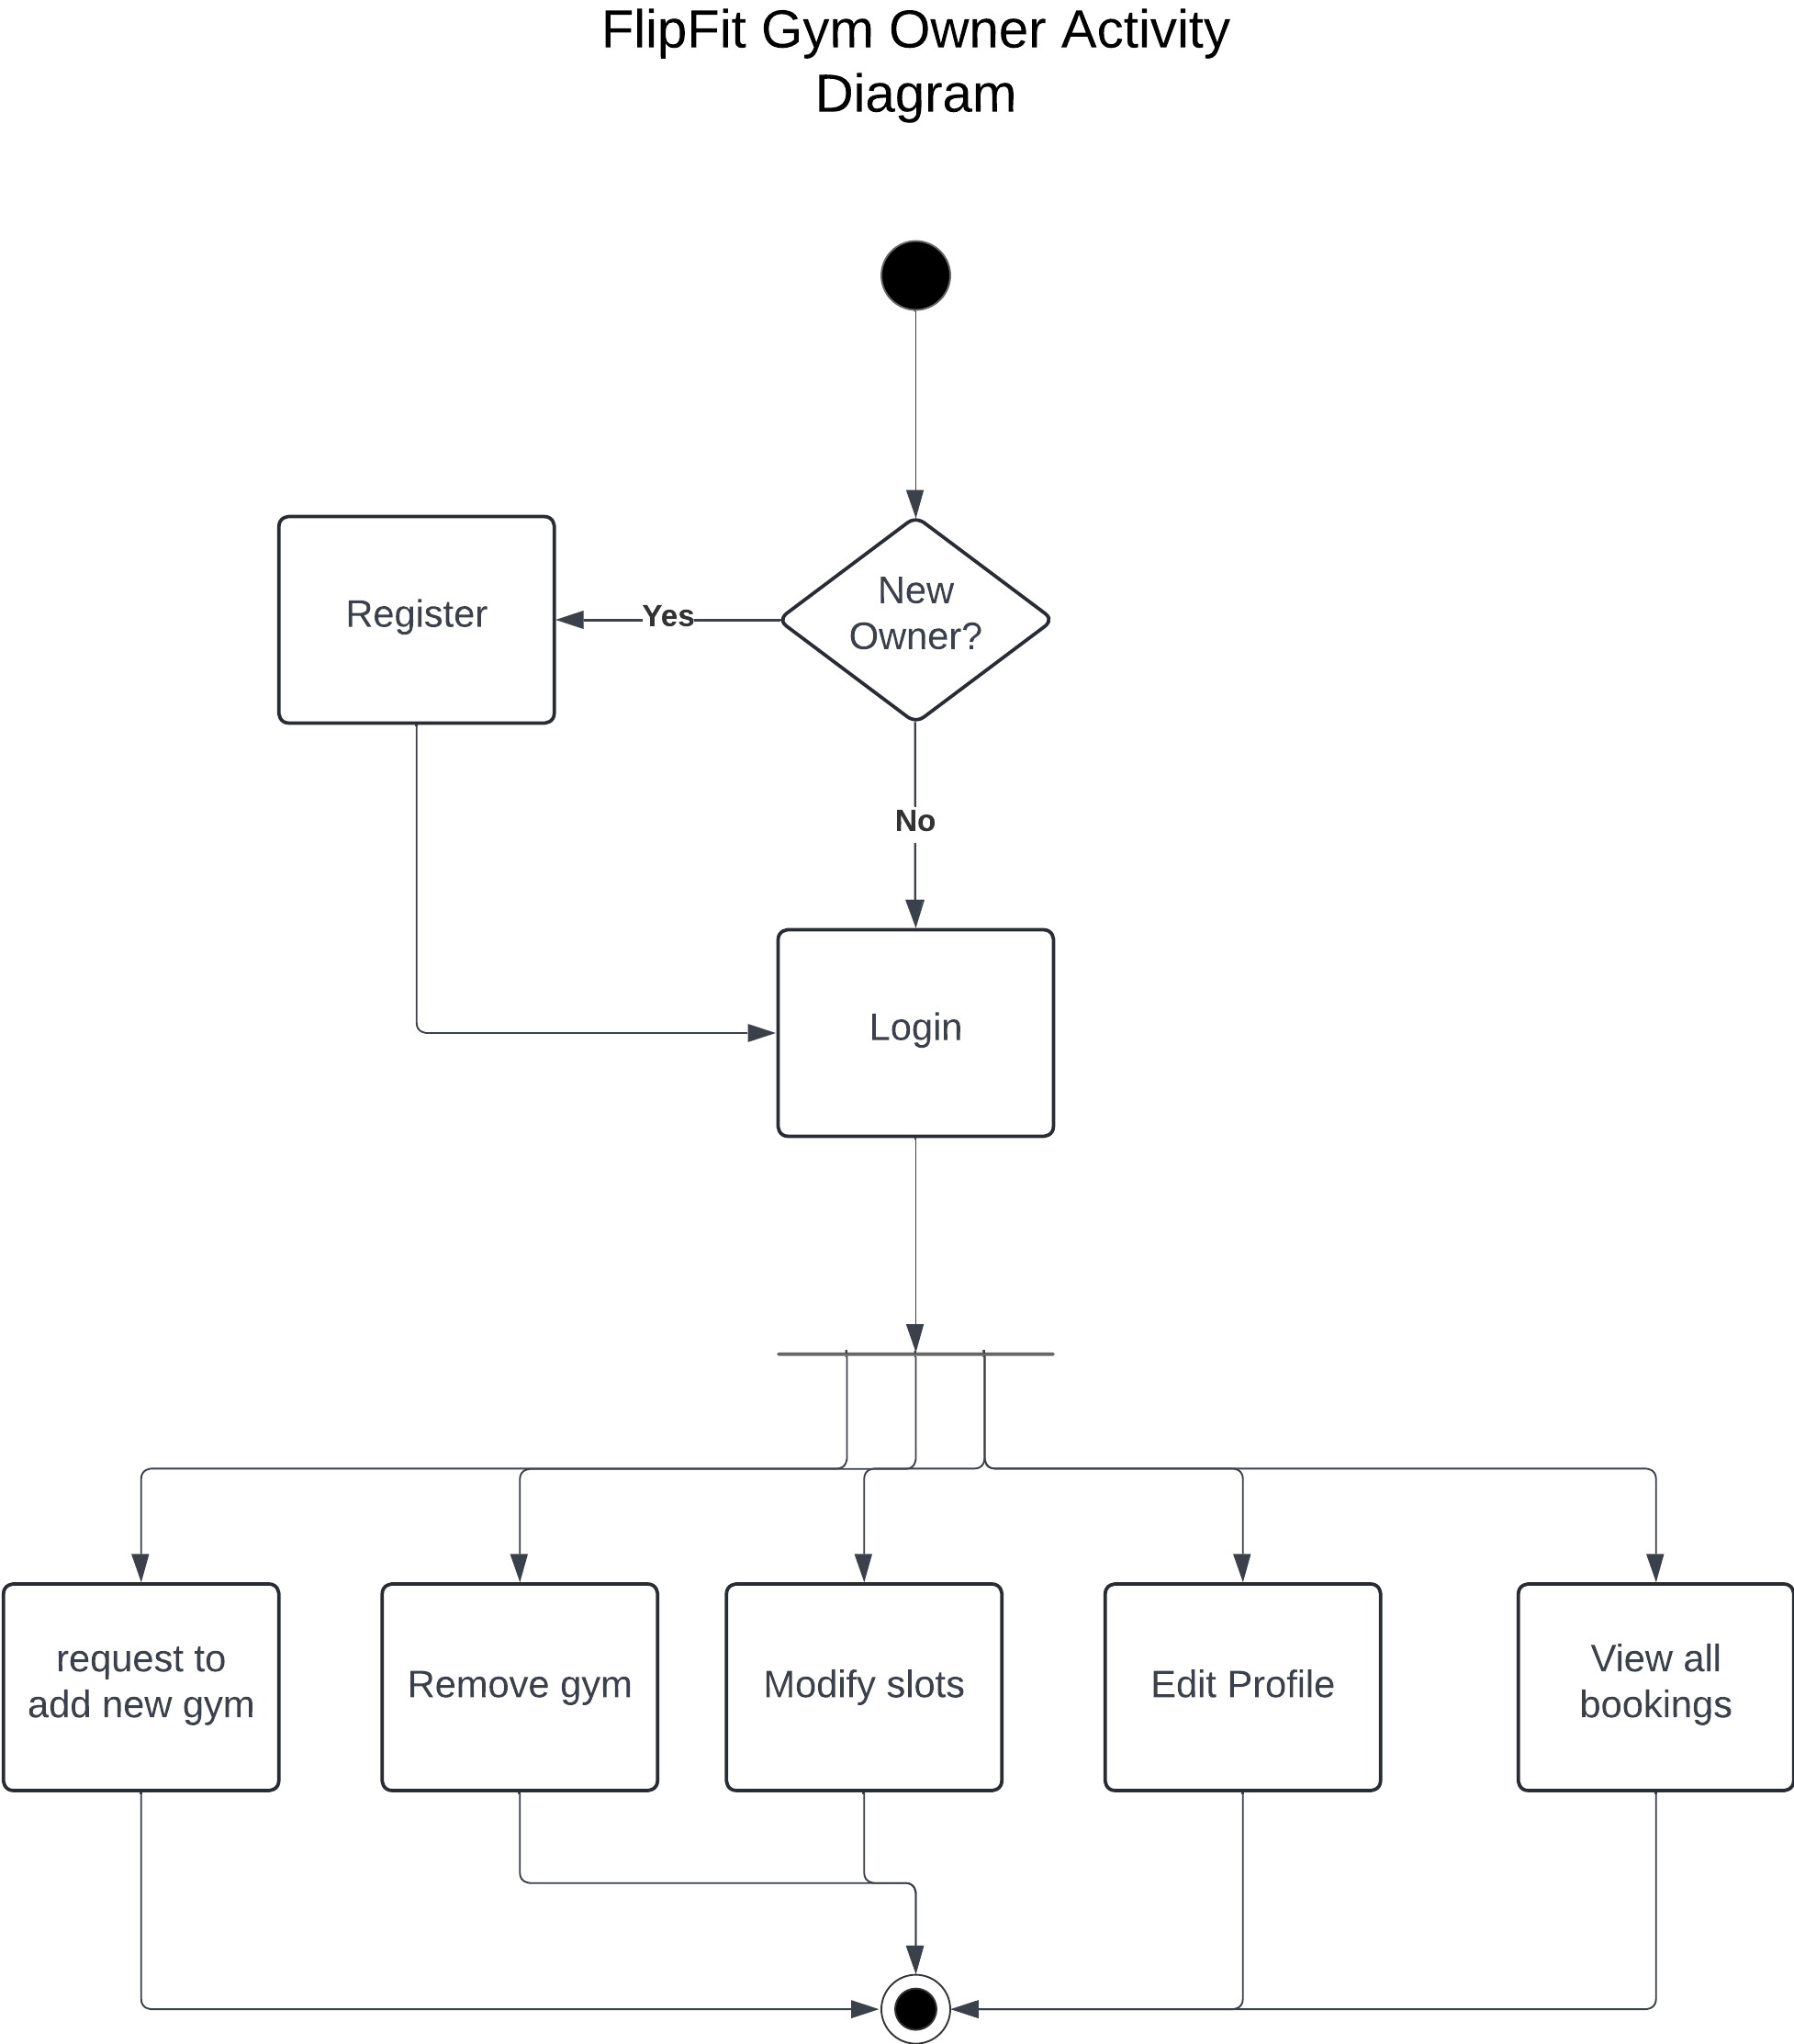 FlipFit Gym Owner Activity
Diagram
New
Owner?
Yes
Register
No
Login
request to
add new gym
Remove gym
Modify slots
Edit Profile
View all
bookings